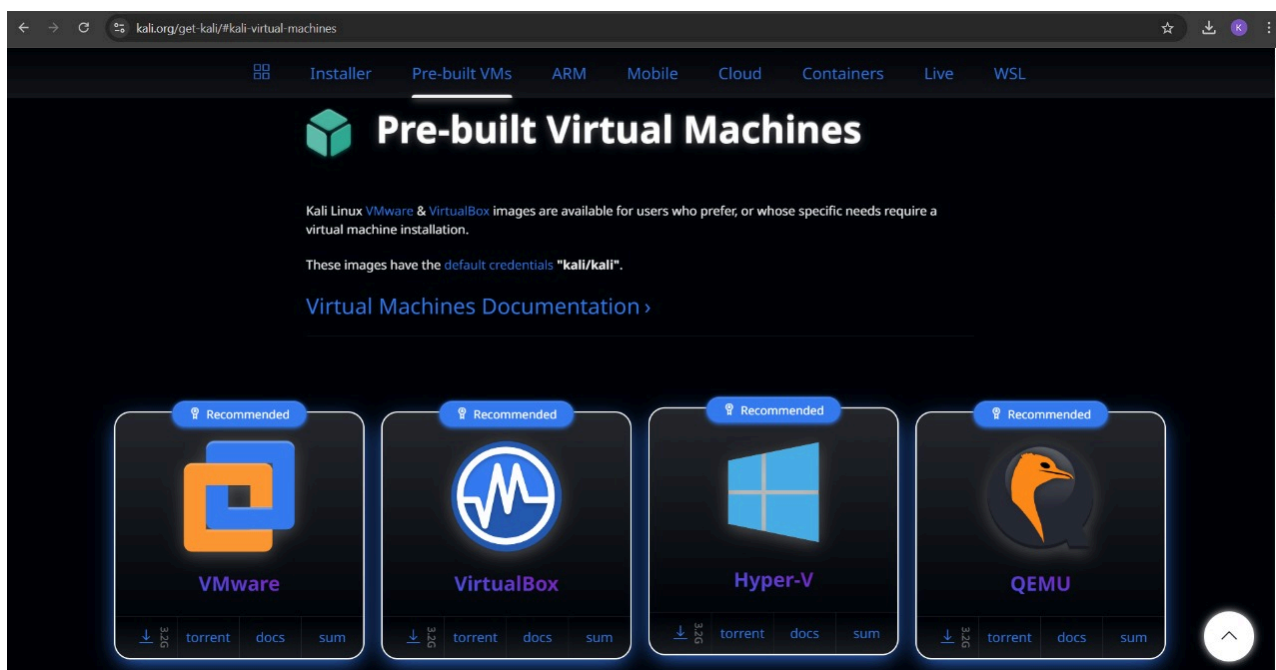 kali.org/get-kali/#kali-virtual-machines
K
Installer Pre-built VMs ARM Mobile Cloud Containers Live WSL
Pre-built Virtual Machines
Kali Linux VMware & VirtualBox images are available for users who prefer, or whose specific needs require a
virtual machine installation.
These images have the default credentials "kali/kali".
Virtual Machines Documentation ›
Recommended Recommended Recommended Recommended
VMware VirtualBox Hyper-V QEMU
3.2G torrent docs sum 3.2G torrent docs sum 3.2G torrent docs sum 3.2G torrent docs sum